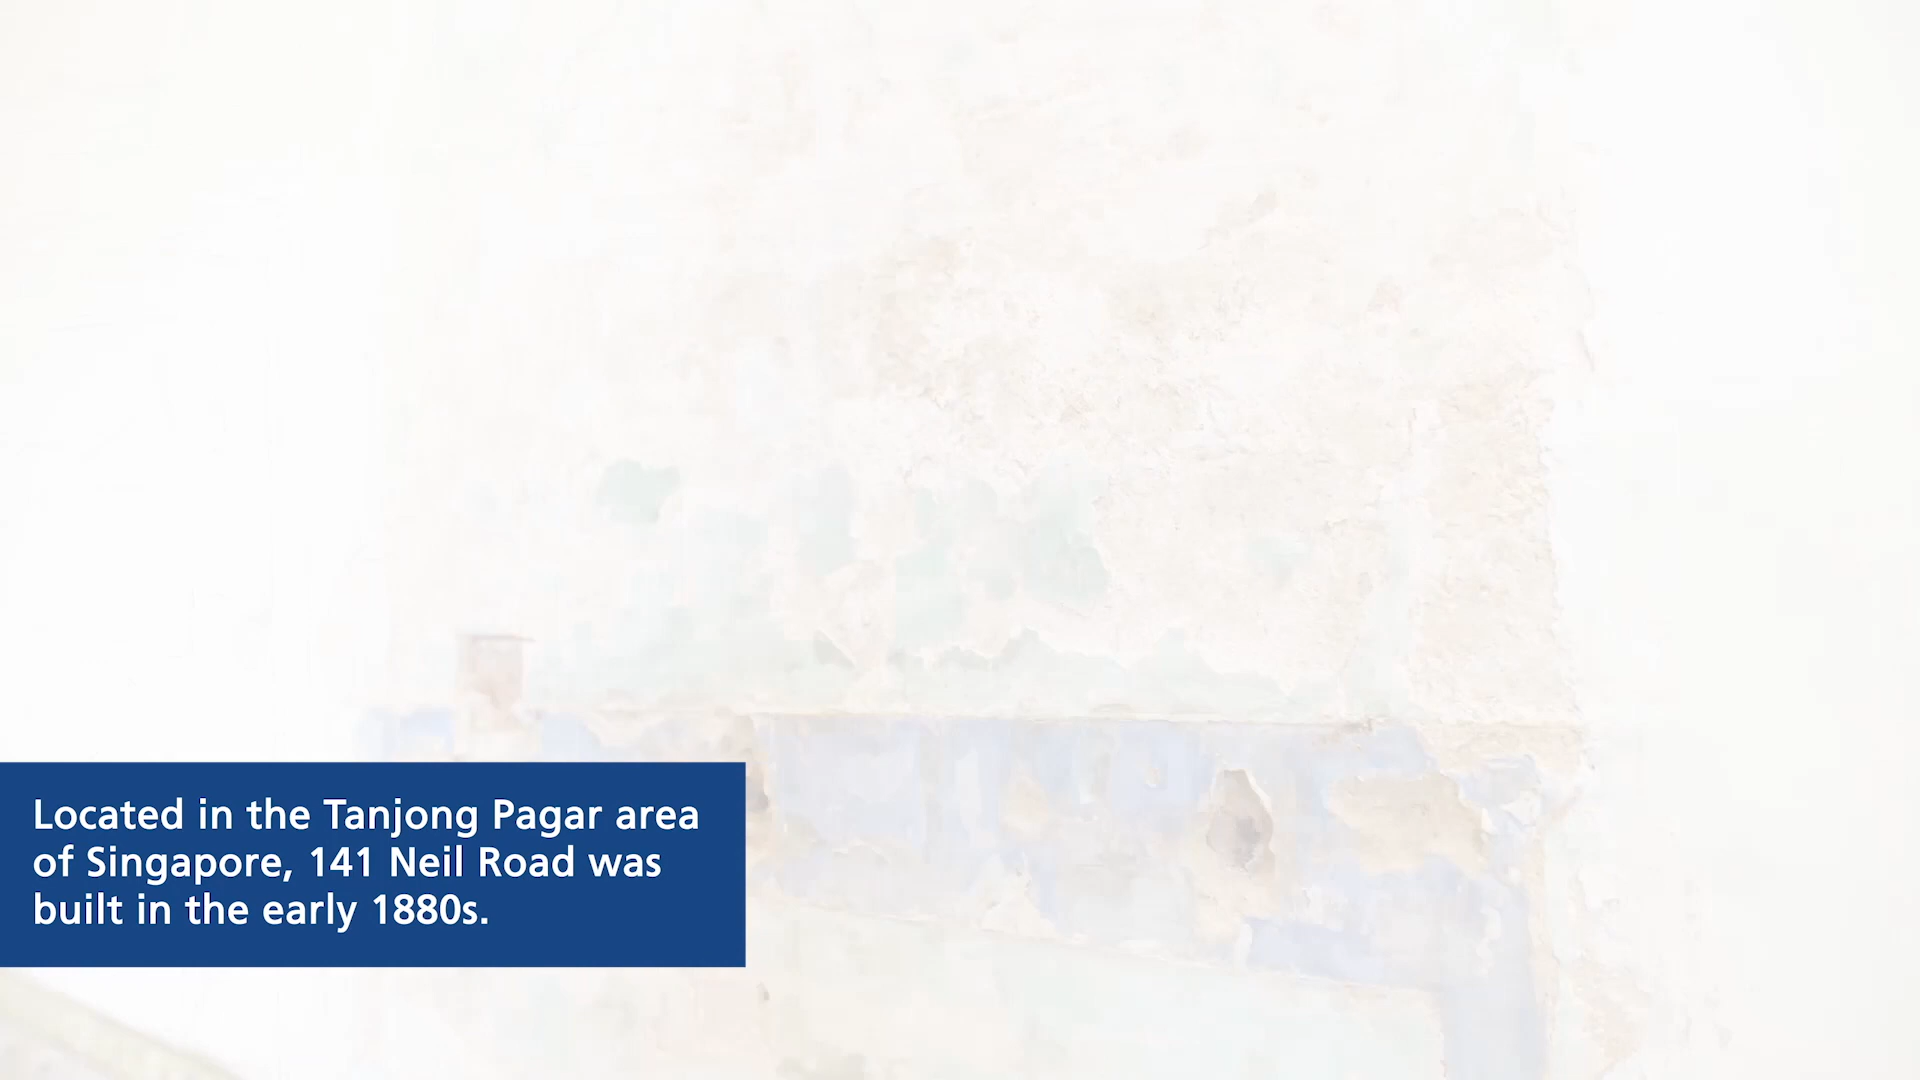 Located in the Tanjong Pagar area
of Singapore, 141 Neil Road was
built in the early 1880s.